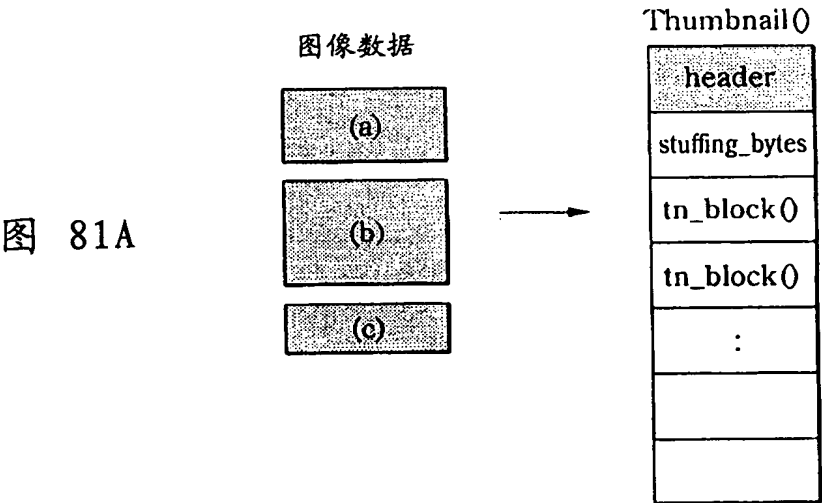 图 81A
图像数据
(a)
(b)
(c)
Thumbnail()
header
stuffing_bytes
tn_block()
tn_block()
: